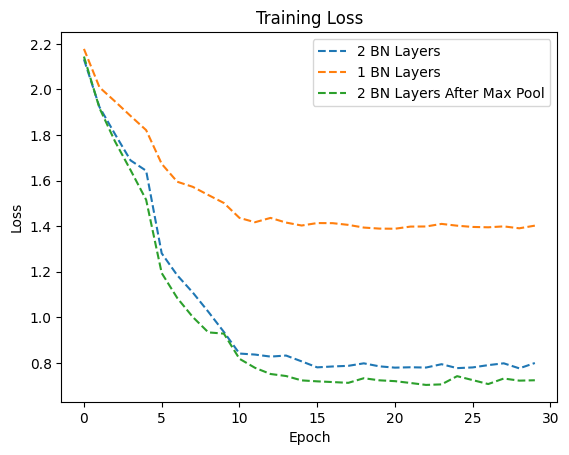 Training Loss
2 BN Layers
1 BN Layers
2 BN Layers After Max Pool
Loss
2.2
2.0
1.8
1.6
1.4
1.2
1.0
0.8
0 5 10 15 20 25 30
Epoch